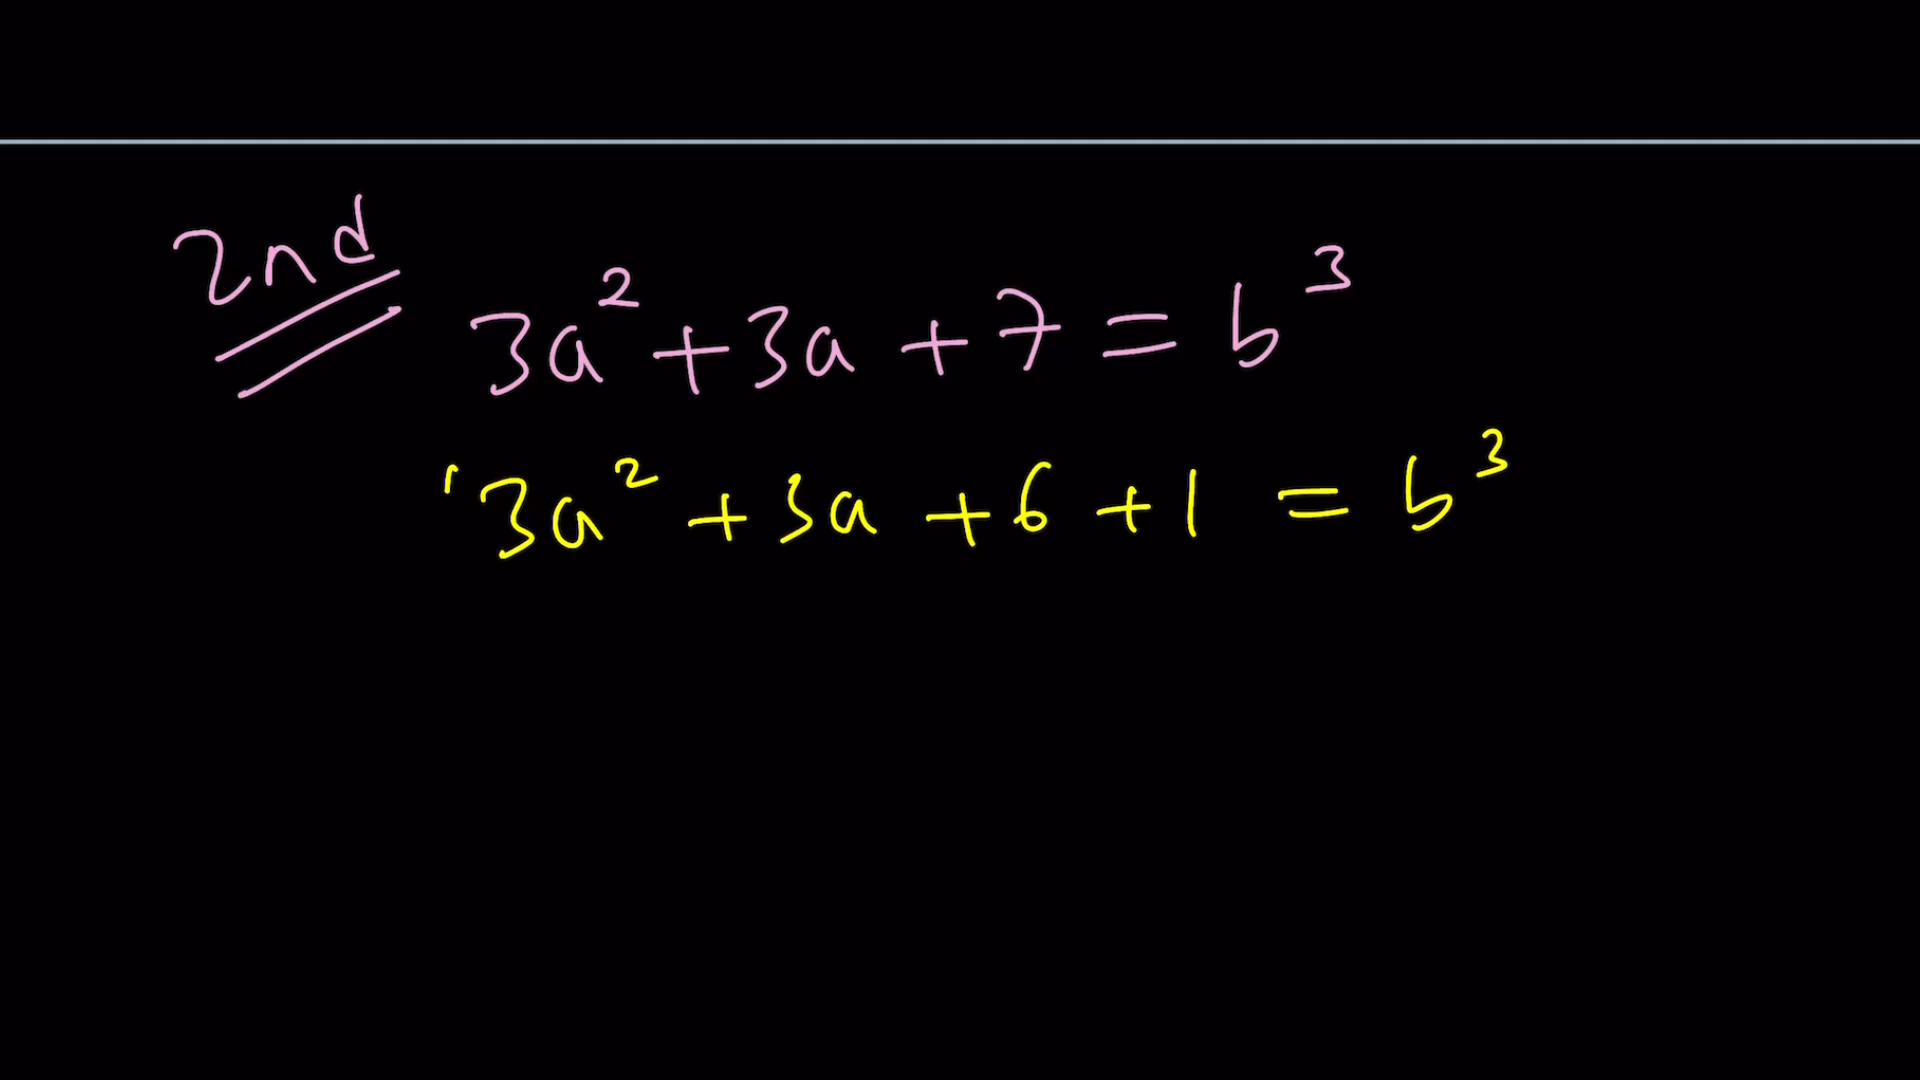 2nd
3a² + 3a + 7 = b³
3a² + 3a + 6 + 1 = b³